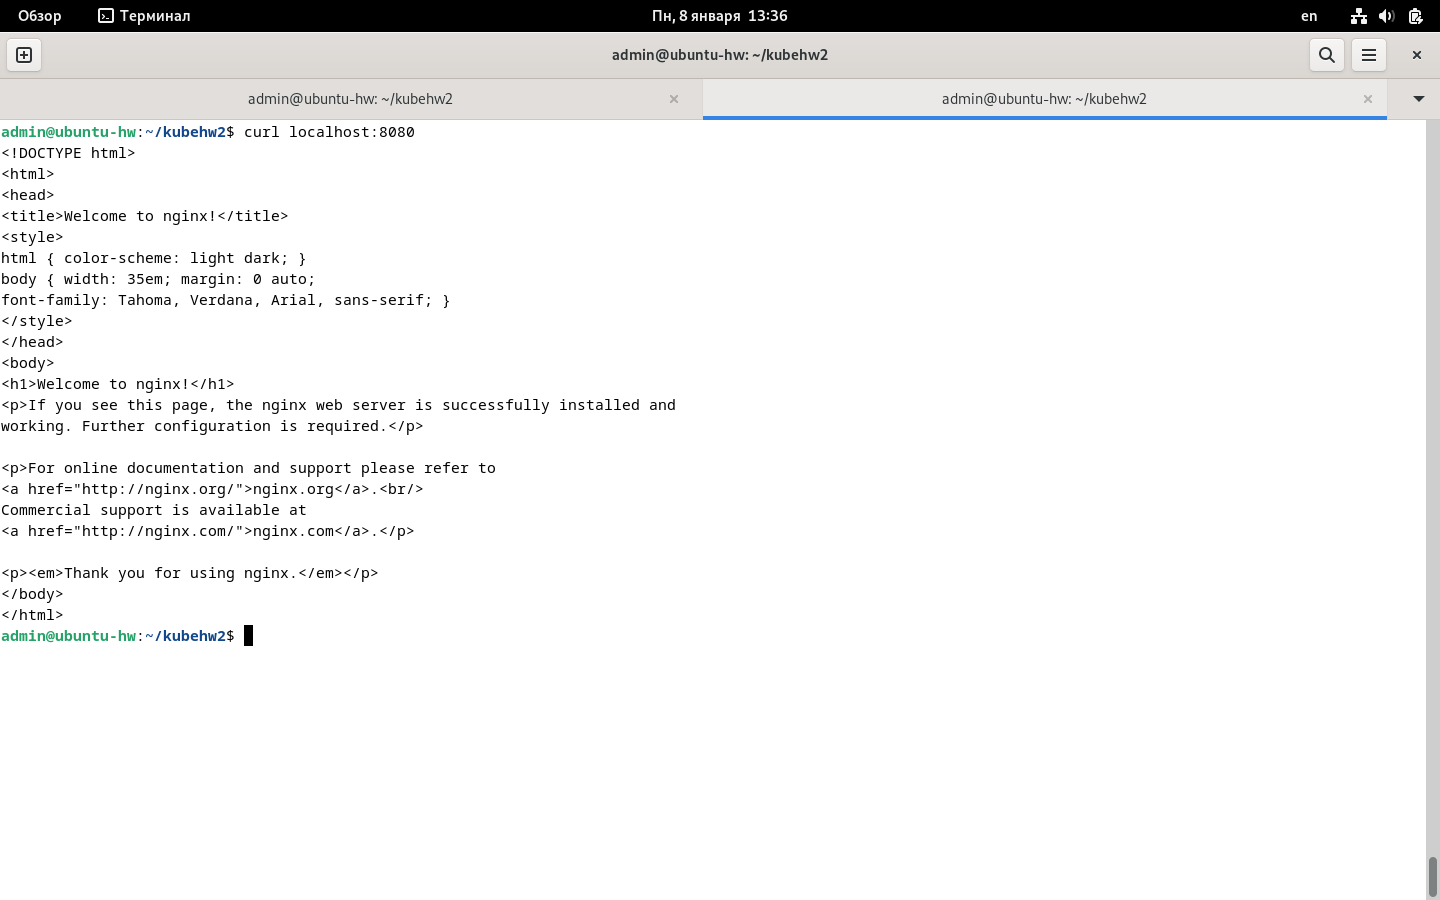 Обзор Терминал Пн, 8 января 13:36 en
admin@ubuntu-hw: ~/kubehw2
admin@ubuntu-hw: ~/kubehw2 admin@ubuntu-hw: ~/kubehw2
admin@ubuntu-hw:~/kubehw2$ curl localhost:8080
<!DOCTYPE html>
<html>
<head>
<title>Welcome to nginx!</title>
<style>
html { color-scheme: light dark; }
body { width: 35em; margin: 0 auto;
font-family: Tahoma, Verdana, Arial, sans-serif; }
</style>
</head>
<body>
<h1>Welcome to nginx!</h1>
<p>If you see this page, the nginx web server is successfully installed and
working. Further configuration is required.</p>

<p>For online documentation and support please refer to
<a href="http://nginx.org/">nginx.org</a>.<br/>
Commercial support is available at
<a href="http://nginx.com/">nginx.com</a>.</p>

<p><em>Thank you for using nginx.</em></p>
</body>
</html>
admin@ubuntu-hw:~/kubehw2$